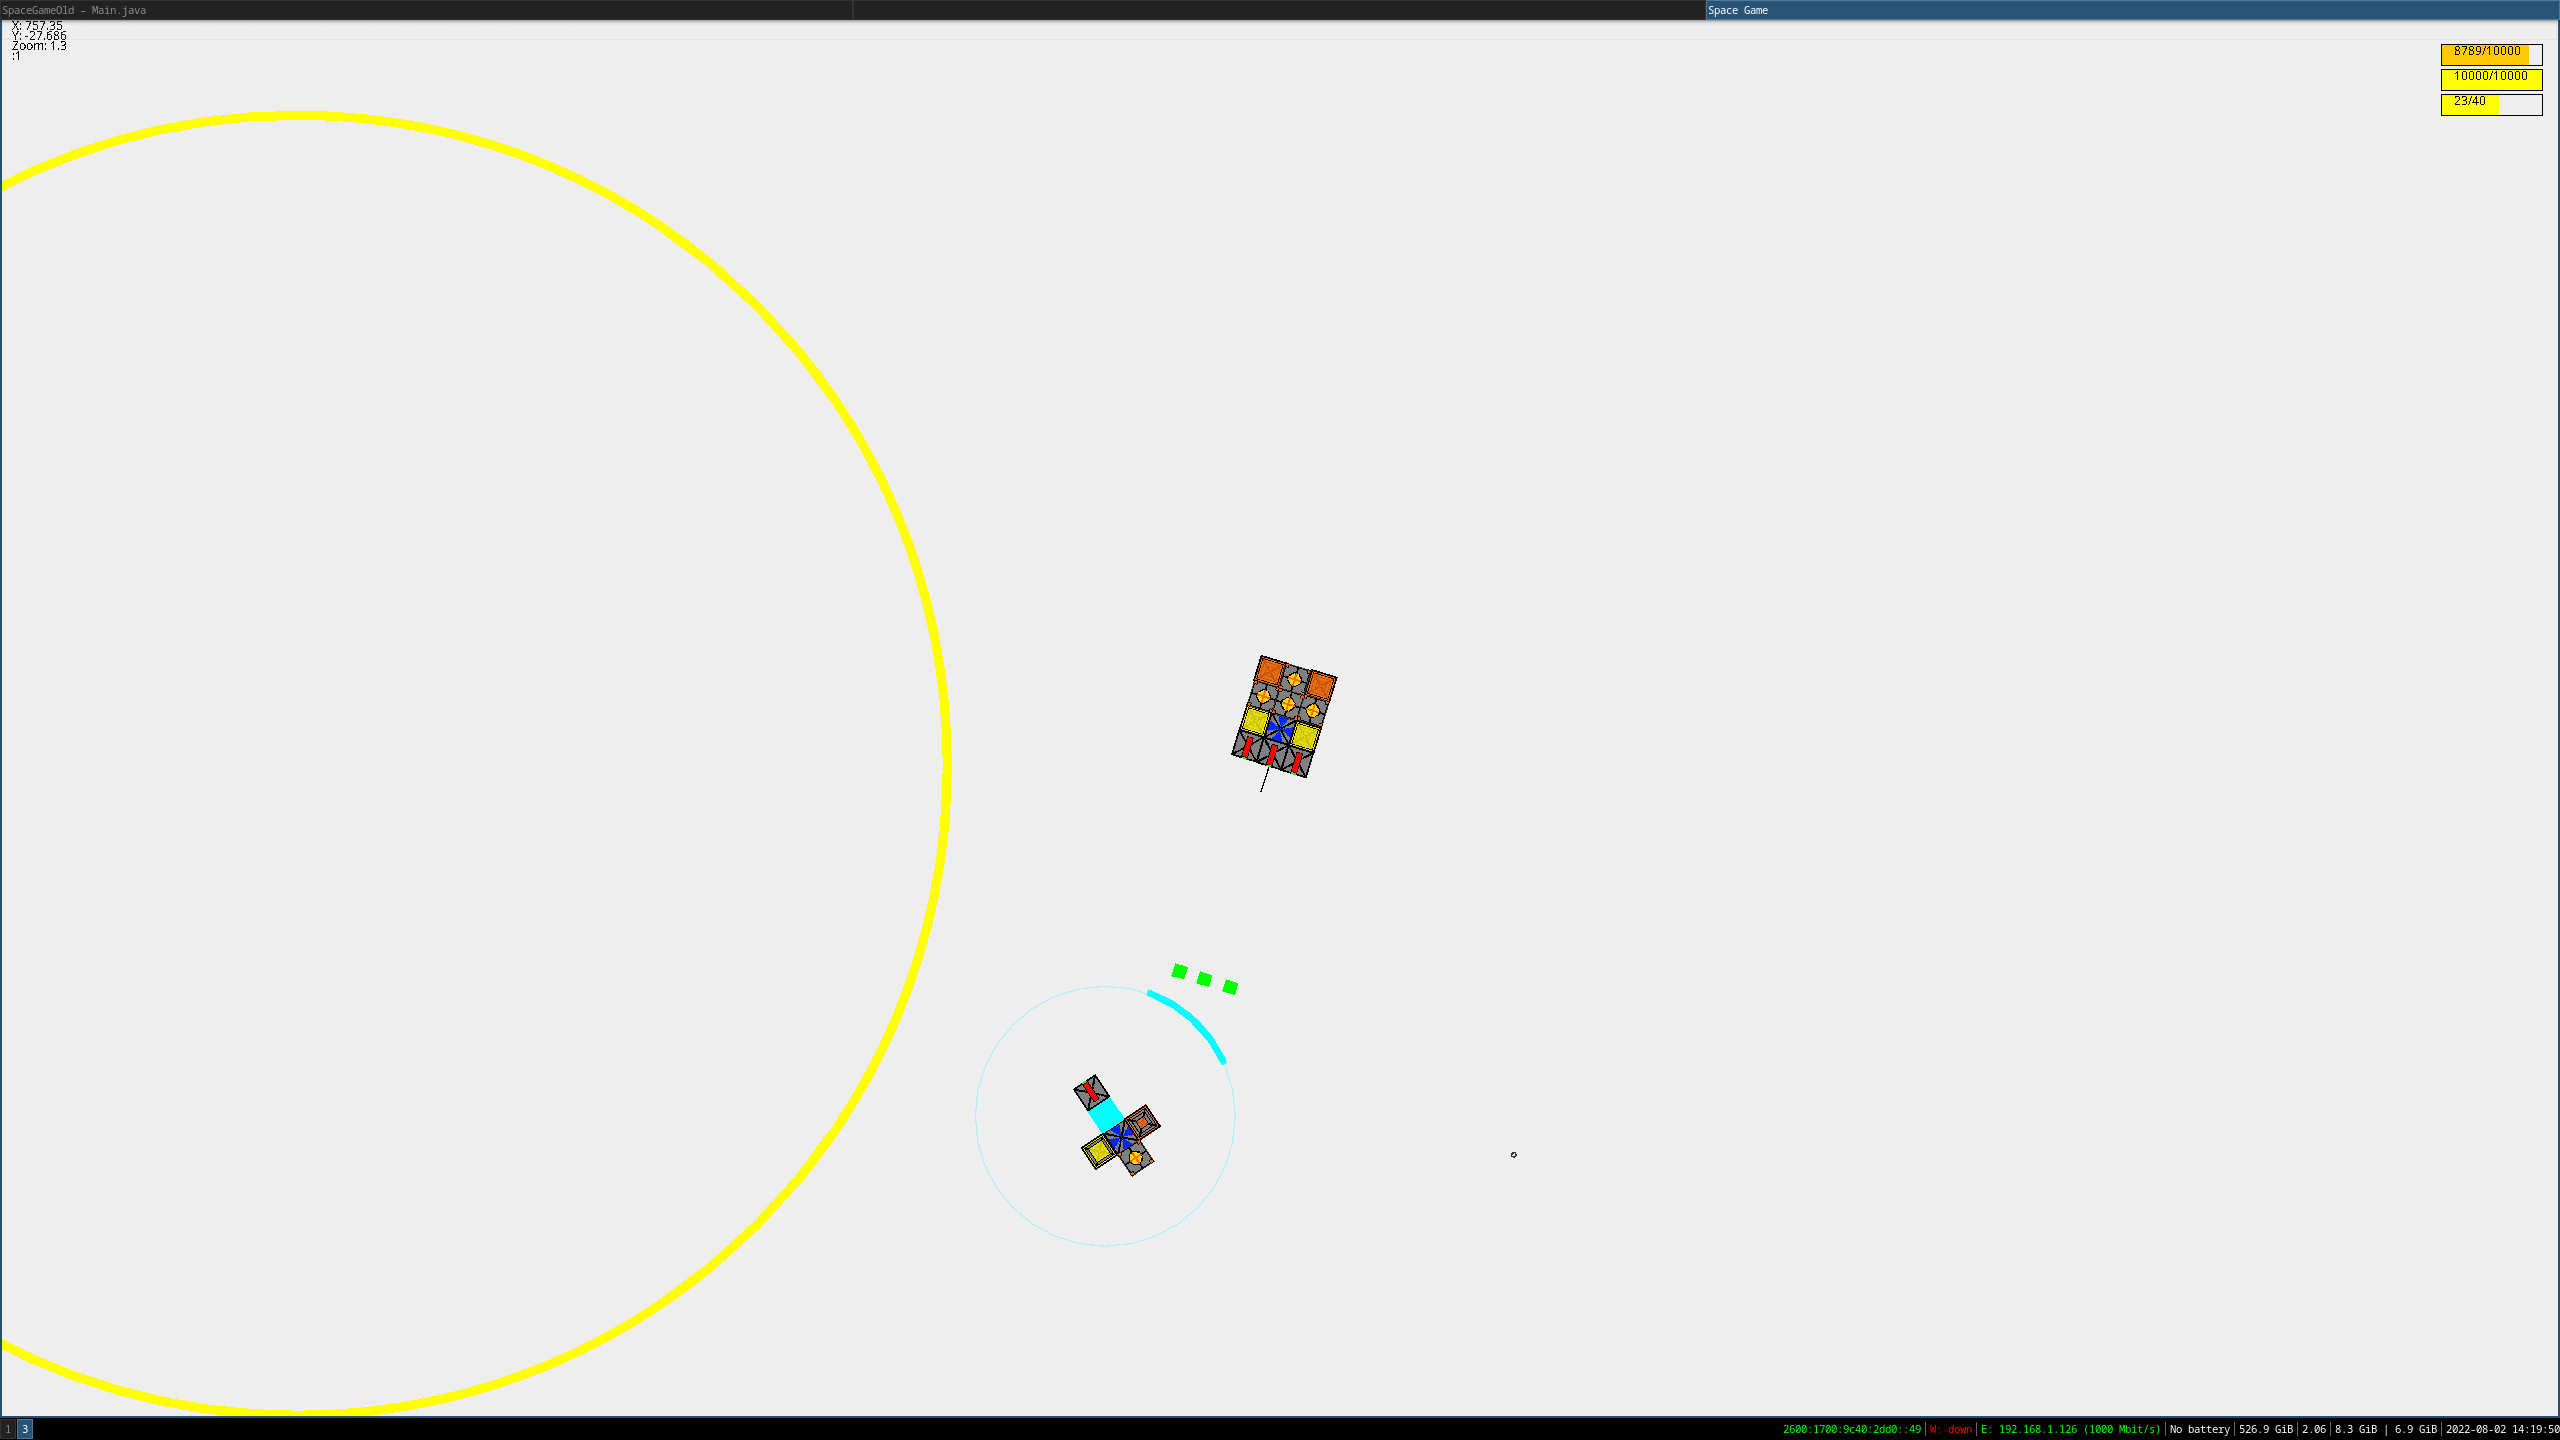 SpaceGameOld – Main.java
Space Game
X: 757.35
Y: -27.686
Zoom: 1.3
:1
8789/10000
10000/10000
23/40
1 3
2600:1700:9c40:2dd0::49 W: down E: 192.168.1.126 (1000 Mbit/s) No battery 526.9 GiB 2.06 8.3 GiB | 6.9 GiB 2022-08-02 14:19:50